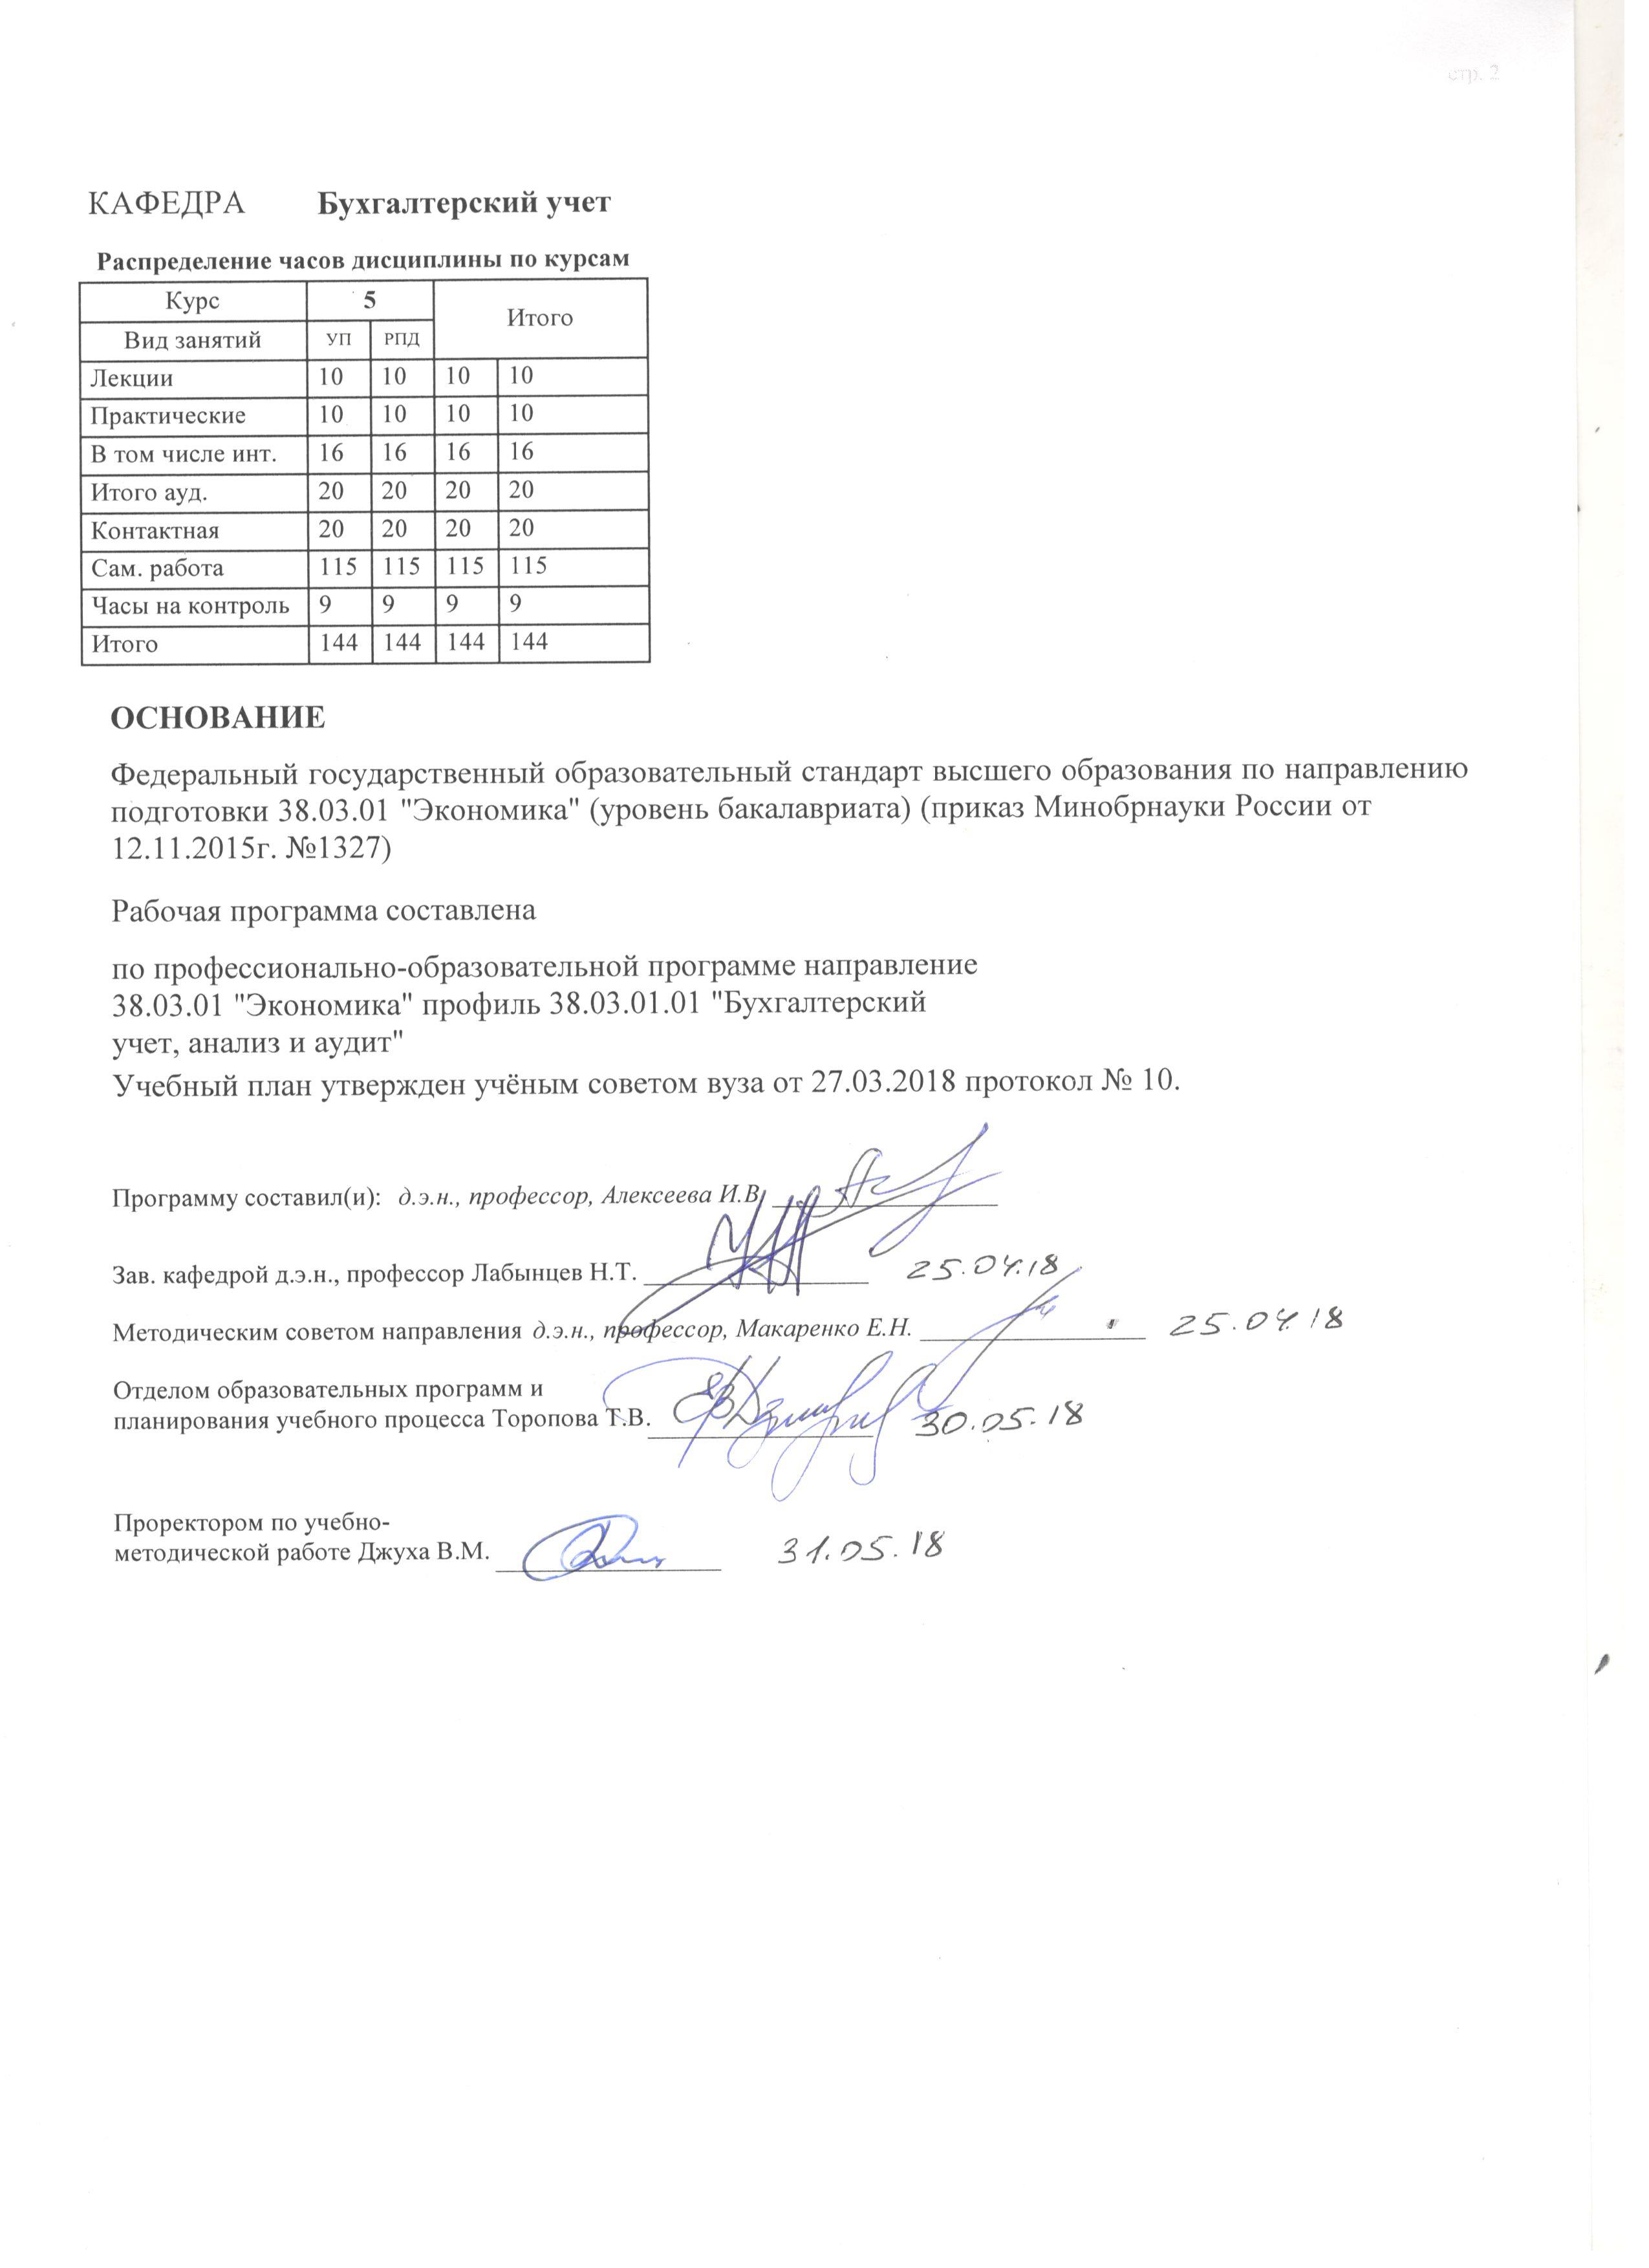 стр. 2
КАФЕДРА Бухгалтерский учет
Распределение часов дисциплины по курсам
Курс 5 Итого
Вид занятий УП РПД
Лекции 10 10 10 10
Практические 10 10 10 10
В том числе инт. 16 16 16 16
Итого ауд. 20 20 20 20
Контактная 20 20 20 20
Сам. работа 115 115 115 115
Часы на контроль 9 9 9 9
Итого 144 144 144 144
ОСНОВАНИЕ
Федеральный государственный образовательный стандарт высшего образования по направлению
подготовки 38.03.01 "Экономика" (уровень бакалавриата) (приказ Минобрнауки России от
12.11.2015г. №1327)
Рабочая программа составлена
по профессионально-образовательной программе направление
38.03.01 "Экономика" профиль 38.03.01.01 "Бухгалтерский
учет, анализ и аудит"
Учебный план утвержден учёным советом вуза от 27.03.2018 протокол № 10.
Программу составил(и): д.э.н., профессор, Алексеева И.В.
Зав. кафедрой д.э.н., профессор Лабынцев Н.Т. 25.04.18
Методическим советом направления д.э.н., профессор, Макаренко Е.Н. 25.04.18
Отделом образовательных программ и
планирования учебного процесса Торопова Т.В. 30.05.18
Проректором по учебно-
методической работе Джуха В.М. 31.05.18